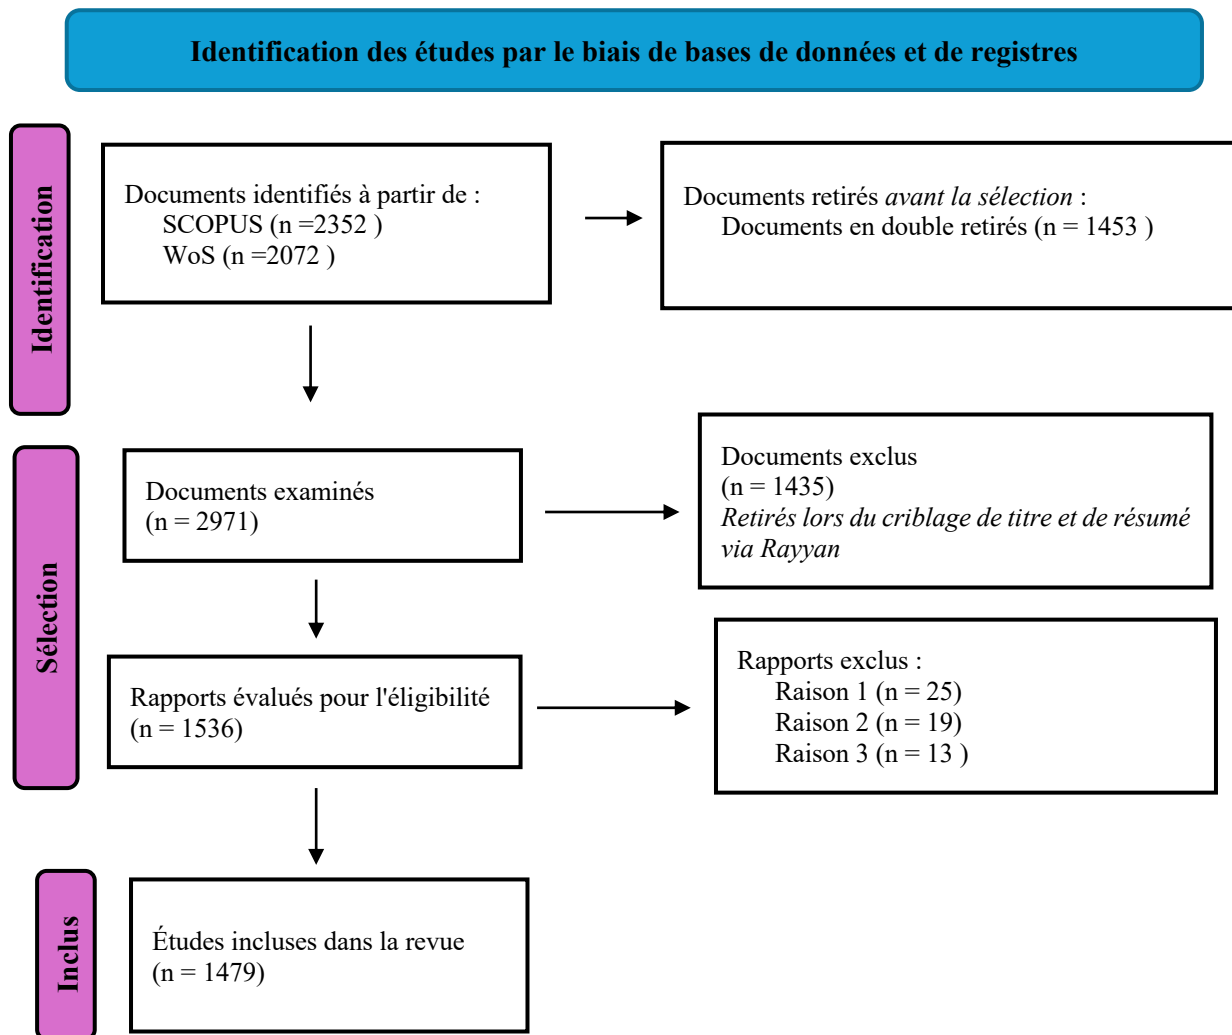 Identification des études par le biais de bases de données et de registres
Identification
Documents identifiés à partir de :
SCOPUS (n =2352 )
WoS (n =2072 )
Documents retirés avant la sélection :
Documents en double retirés (n = 1453 )
Sélection
Documents examinés
(n = 2971)
Documents exclus
(n = 1435)
Retirés lors du criblage de titre et de résumé
via Rayyan
Rapports évalués pour l'éligibilité
(n = 1536)
Rapports exclus :
Raison 1 (n = 25)
Raison 2 (n = 19)
Raison 3 (n = 13 )
Inclus
Études incluses dans la revue
(n = 1479)